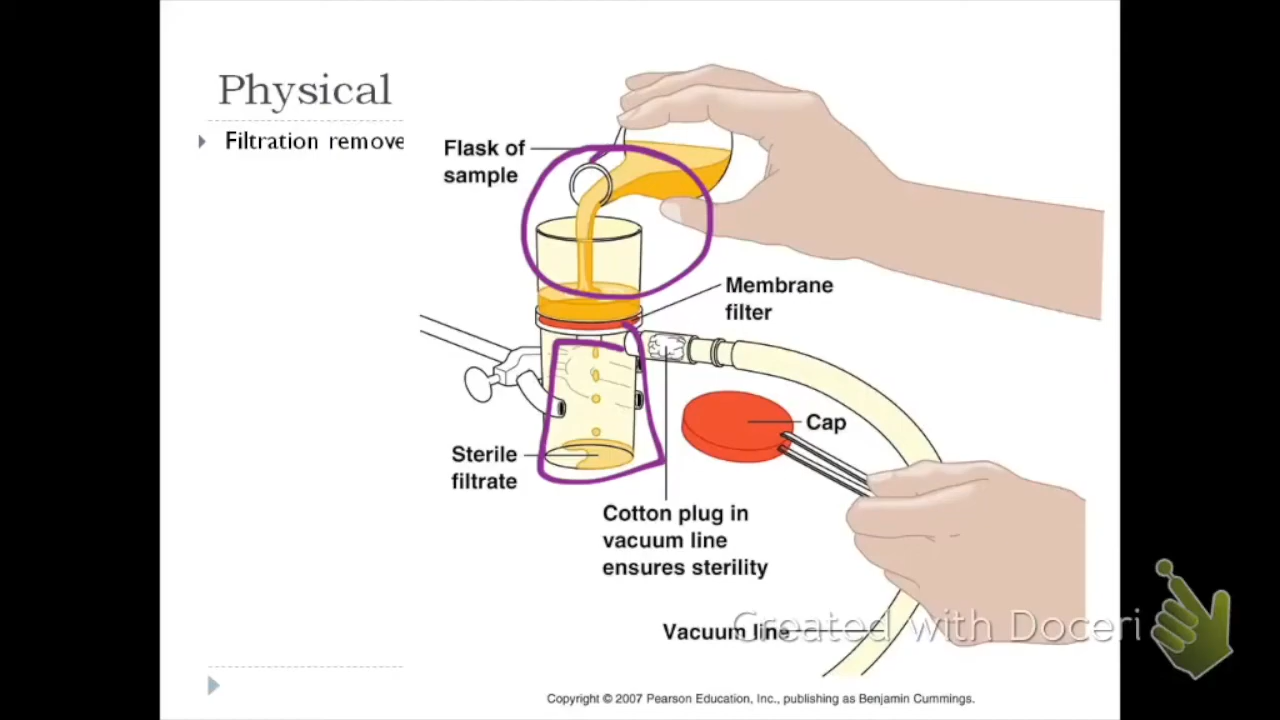 Physical
Filtration remove
Flask of
sample
Membrane
filter
Cap
Sterile
filtrate
Cotton plug in
vacuum line
ensures sterility
Vacuum line
Created with Doceri
Copyright © 2007 Pearson Education, Inc., publishing as Benjamin Cummings.